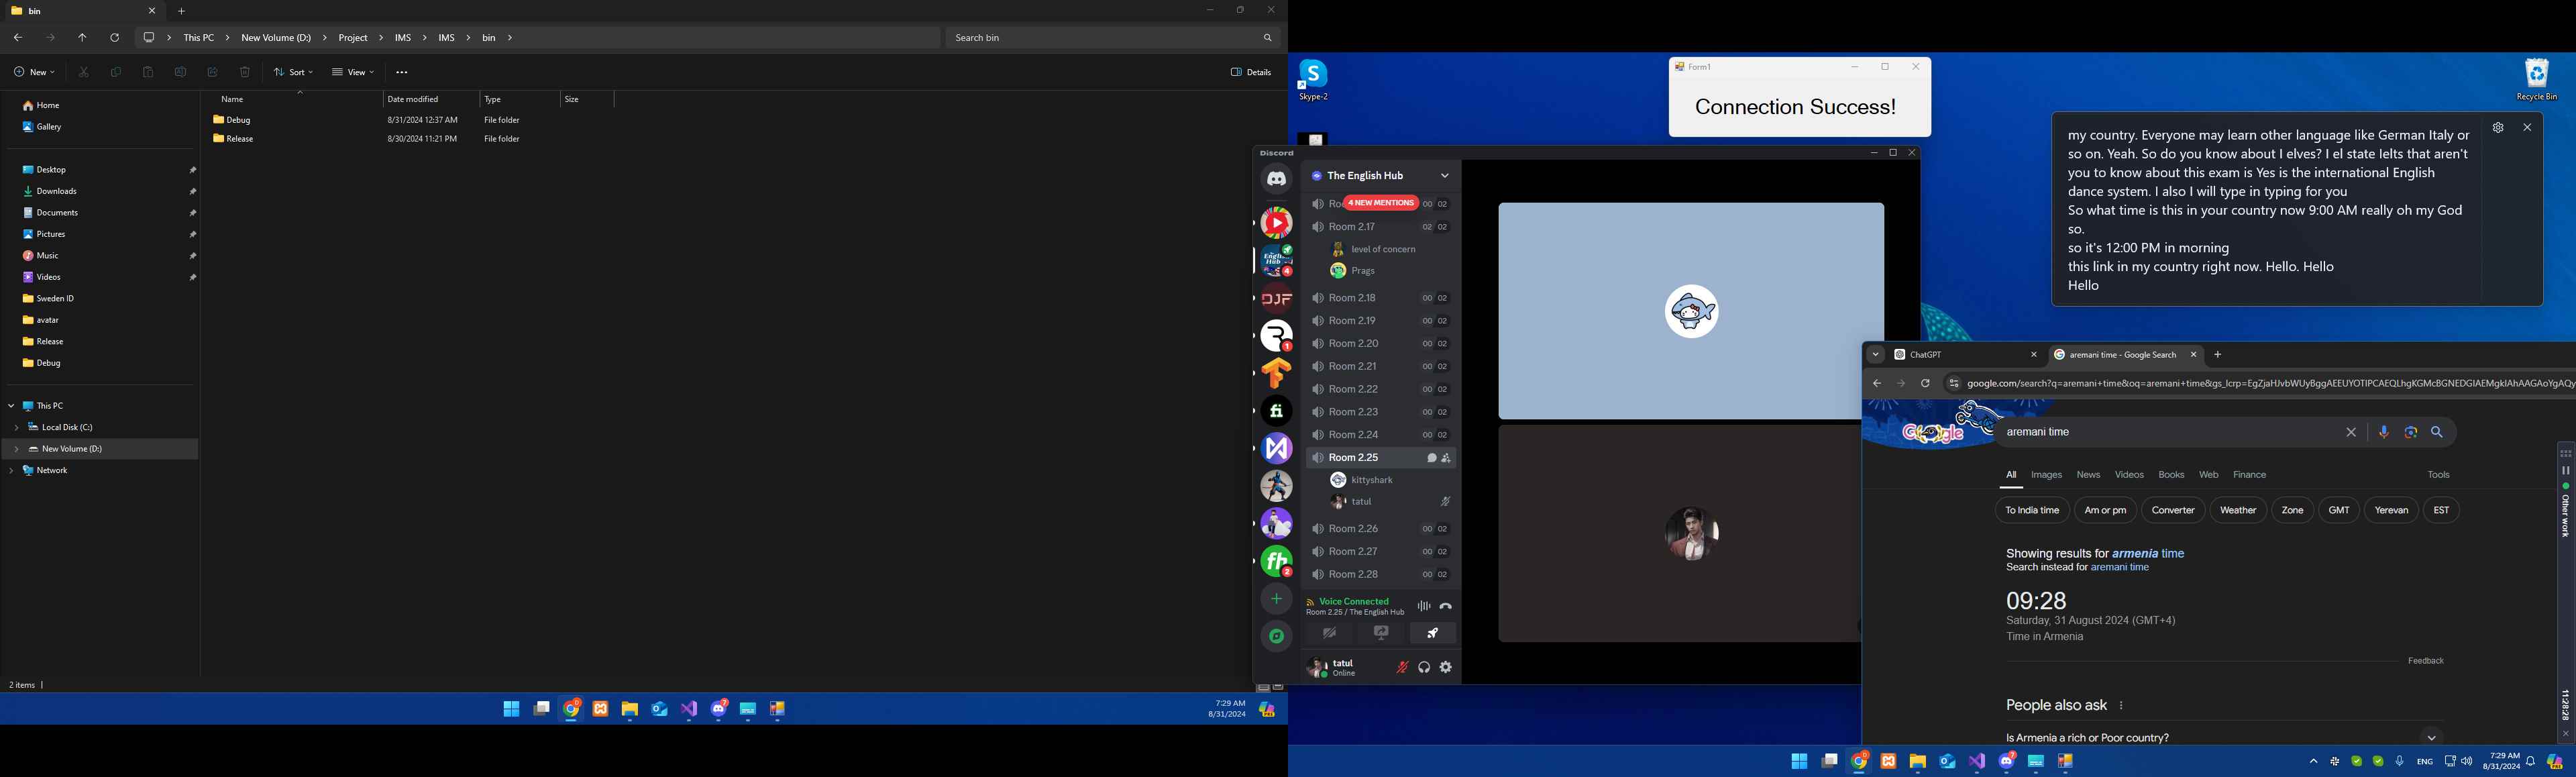 bin
This PC
New Volume (D:)
Project
IMS
IMS
bin
Search bin
New
Sort
View
Details
Name
Date modified
Type
Size
Debug
8/31/2024 12:37 AM
File folder
Release
8/30/2024 11:21 PM
File folder
Home
Gallery
Desktop
Downloads
Documents
Pictures
Music
Videos
Sweden ID
avatar
Release
Debug
This PC
Local Disk (C:)
New Volume (D:)
Network
2 items
7:29 AM
8/31/2024
Skype-2
Form1
Connection Success!
Recycle Bin
my country. Everyone may learn other language like German Italy or
so on. Yeah. So do you know about I elves? I el state Ielts that aren't
you to know about this exam is Yes is the international English
dance system. I also I will type in typing for you
So what time is this in your country now 9:00 AM really oh my God
so.
so it's 12:00 PM in morning
this link in my country right now. Hello. Hello
Hello
Discord
The English Hub
4 NEW MENTIONS
00 02
Room 2.17
02 02
level of concern
Prags
Room 2.18
00 02
Room 2.19
00 02
Room 2.20
00 02
Room 2.21
00 02
Room 2.22
00 02
Room 2.23
00 02
Room 2.24
00 02
Room 2.25
kittyshark
tatul
Room 2.26
00 02
Room 2.27
00 02
Room 2.28
00 02
Voice Connected
Room 2.25 / The English Hub
tatul
Online
DJF
4
1
2
ChatGPT
aremani time - Google Search
google.com/search?q=aremani+time&oq=aremani+time&gs_lcrp=EgZjaHJvbWUyBggAEEUYOTIPCAEQLhgKGMcBGNEDGIAEMgkIAhAAGAoYgAQy
aremani time
All
Images
News
Videos
Books
Web
Finance
Tools
To India time
Am or pm
Converter
Weather
Zone
GMT
Yerevan
EST
Showing results for armenia time
Search instead for aremani time
09:28
Saturday, 31 August 2024 (GMT+4)
Time in Armenia
Feedback
People also ask
Is Armenia a rich or Poor country?
Other work
11:28:28
ENG
7:29 AM
8/31/2024